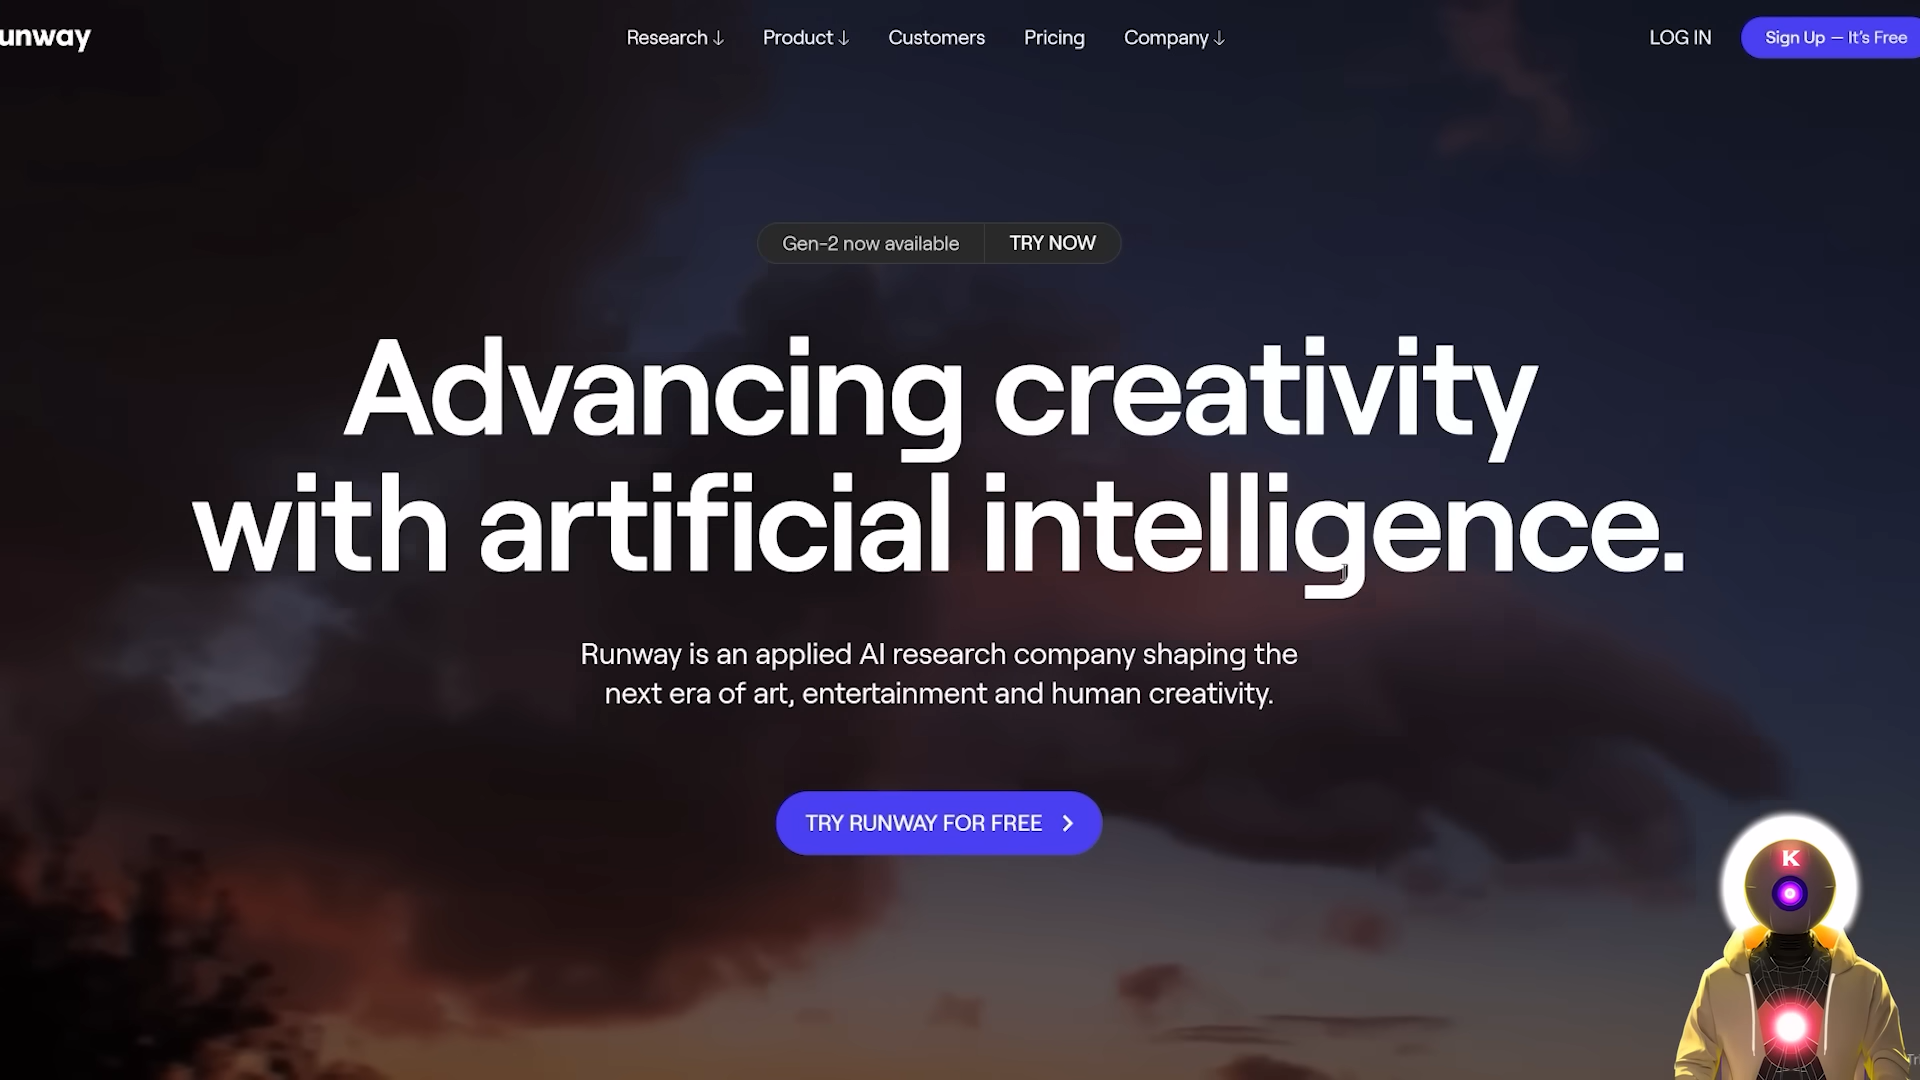 unway
Research ↓ Product ↓ Customers Pricing Company ↓ LOG IN Sign Up — It's Free
Gen-2 now available TRY NOW
Advancing creativity
with artificial intelligence.
Runway is an applied AI research company shaping the
next era of art, entertainment and human creativity.
TRY RUNWAY FOR FREE
K